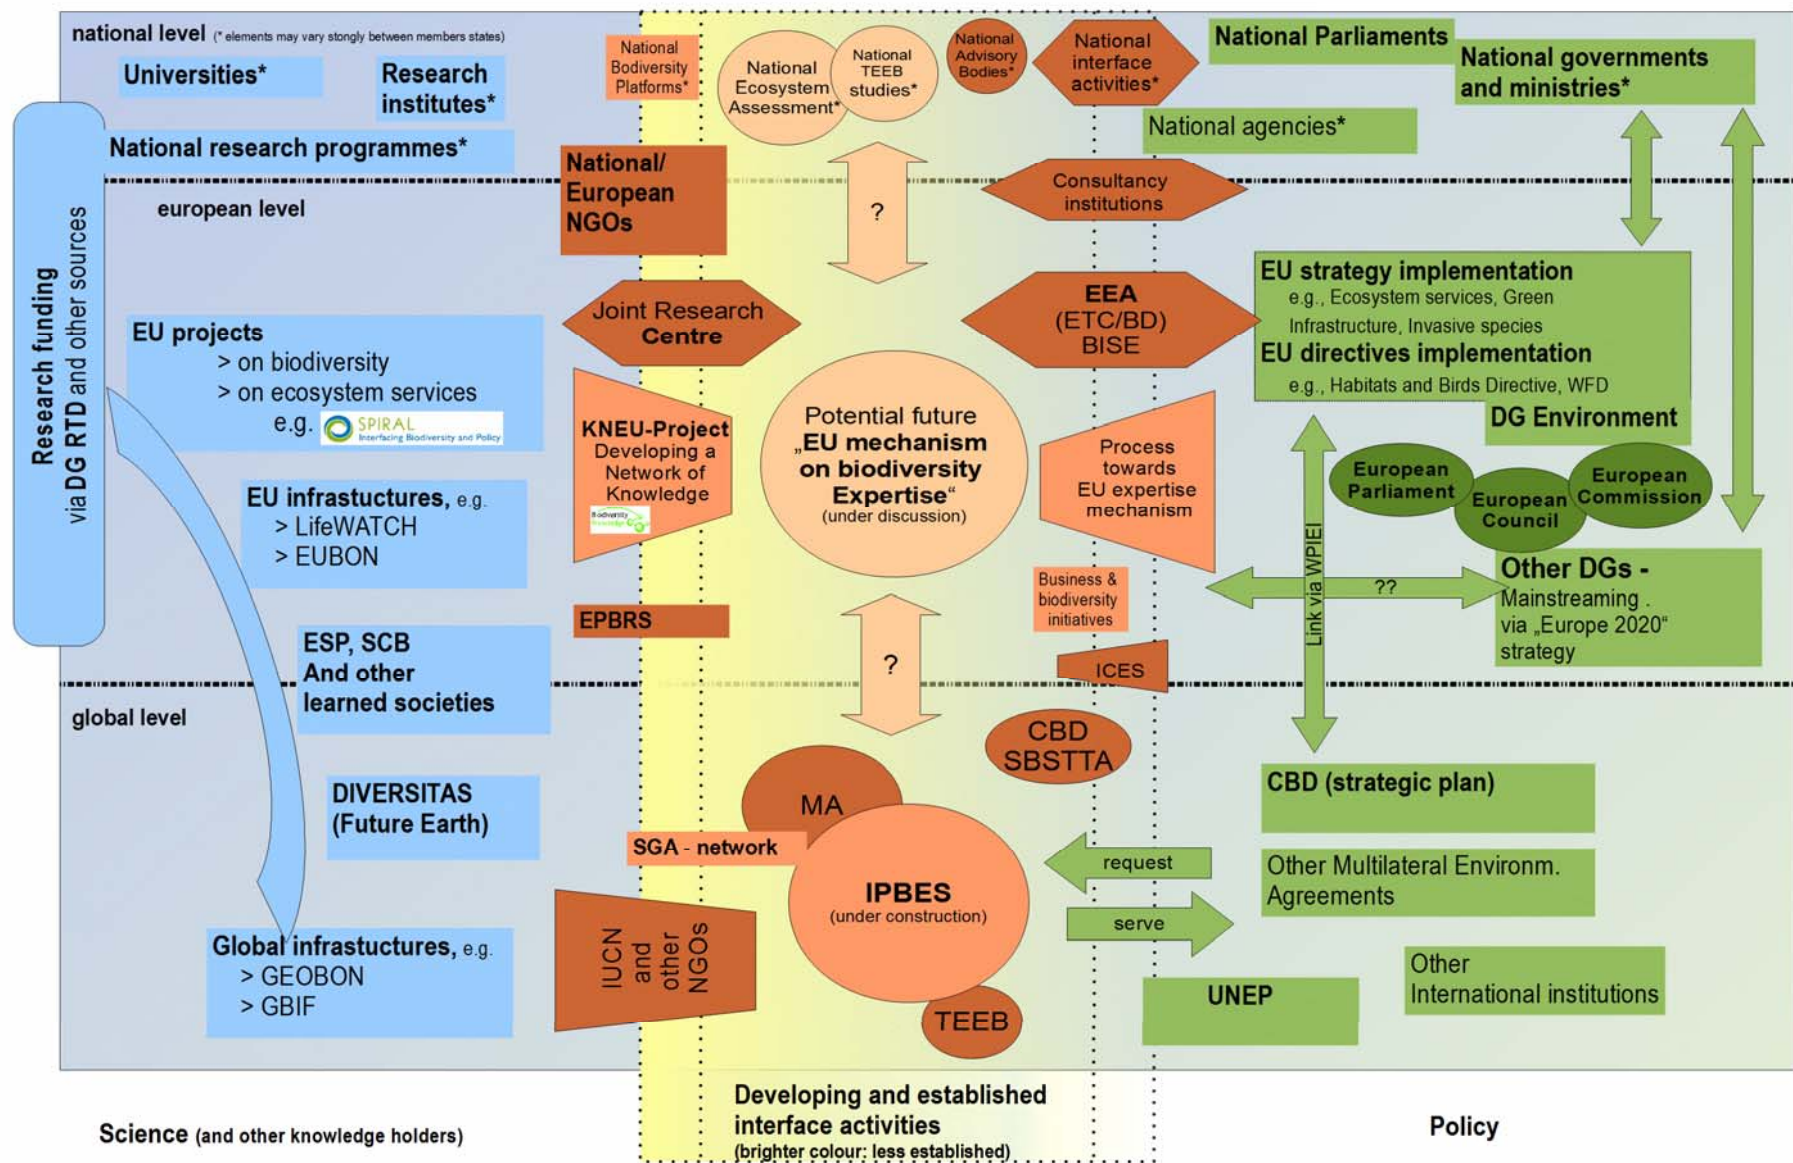 national level (* elements may vary stongly between members states)
Universities*
Research
institutes*
National research programmes*
National
Bodiversity
Platforms*
National
Ecosystem
Assessment*
National
TEEB
studies*
National
Advisory
Bodies*
National
interface
activities*
National Parliaments
National governments
and ministries*
National agencies*
Research funding
via DG RTD and other sources
european level
National/
European
NGOs
?
Consultancy
institutions
Joint Research
Centre
EEA
(ETC/BD)
BISE
EU strategy implementation
e.g., Ecosystem services, Green
Infrastructure, Invasive species
EU directives implementation
e.g., Habitats and Birds Directive, WFD
DG Environment
EU projects
> on biodiversity
> on ecosystem services
e.g.
SPIRAL
Interfacing Biodiversity and Policy
KNEU-Project
Developing a
Network of
Knowledge
Biodiversity
Knowledge
Potential future
„EU mechanism
on biodiversity
Expertise“
(under discussion)
Process
towards
EU expertise
mechanism
European
Parliament
European
Council
European
Commission
EU infrastuctures, e.g.
> LifeWATCH
> EUBON
Link via WPIEI
??
Other DGs -
Mainstreaming .
via „Europe 2020“
strategy
Business &
biodiversity
initiatives
EPBRS
ESP, SCB
And other
learned societies
?
ICES
global level
CBD
SBSTTA
MA
DIVERSITAS
(Future Earth)
CBD (strategic plan)
SGA - network
IPBES
(under construction)
request
serve
Other Multilateral Environm.
Agreements
Global infrastuctures, e.g.
> GEOBON
> GBIF
IUCN
and
other
NGOs
TEEB
UNEP
Other
International institutions
Science (and other knowledge holders)
Developing and established
interface activities
(brighter colour: less established)
Policy